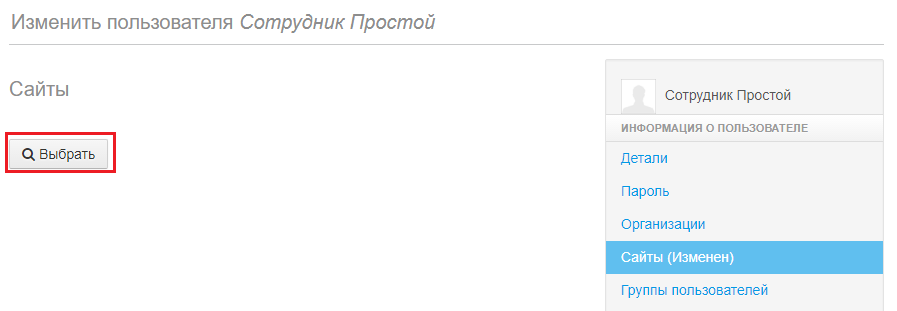 Изменить пользователя Сотрудник Простой
Сайты
Выбрать
Сотрудник Простой
ИНФОРМАЦИЯ О ПОЛЬЗОВАТЕЛЕ
Детали
Пароль
Организации
Сайты (Изменен)
Группы пользователей